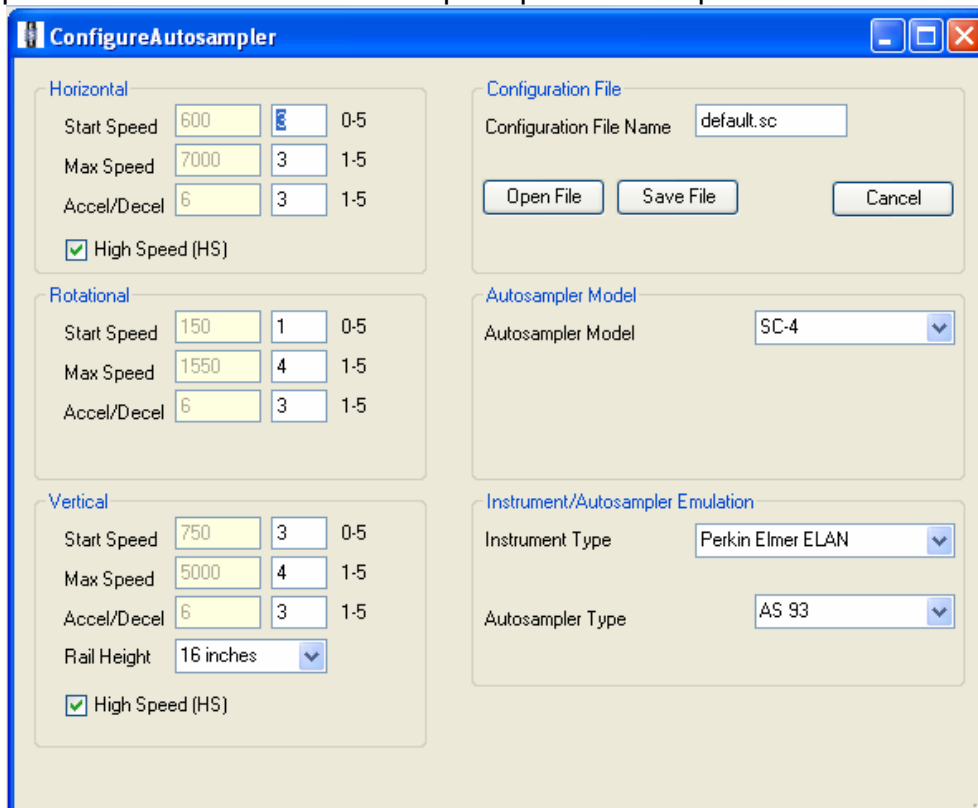 ConfigureAutosampler
Horizontal
Start Speed 600 3 0-5
Max Speed 7000 3 1-5
Accel/Decel 6 3 1-5
High Speed (HS)
Rotational
Start Speed 150 1 0-5
Max Speed 1550 4 1-5
Accel/Decel 6 3 1-5
Vertical
Start Speed 750 3 0-5
Max Speed 5000 4 1-5
Accel/Decel 6 3 1-5
Rail Height 16 inches
High Speed (HS)
Configuration File
Configuration File Name default.sc
Open File Save File Cancel
Autosampler Model
Autosampler Model SC-4
Instrument/Autosampler Emulation
Instrument Type Perkin Elmer ELAN
Autosampler Type AS 93